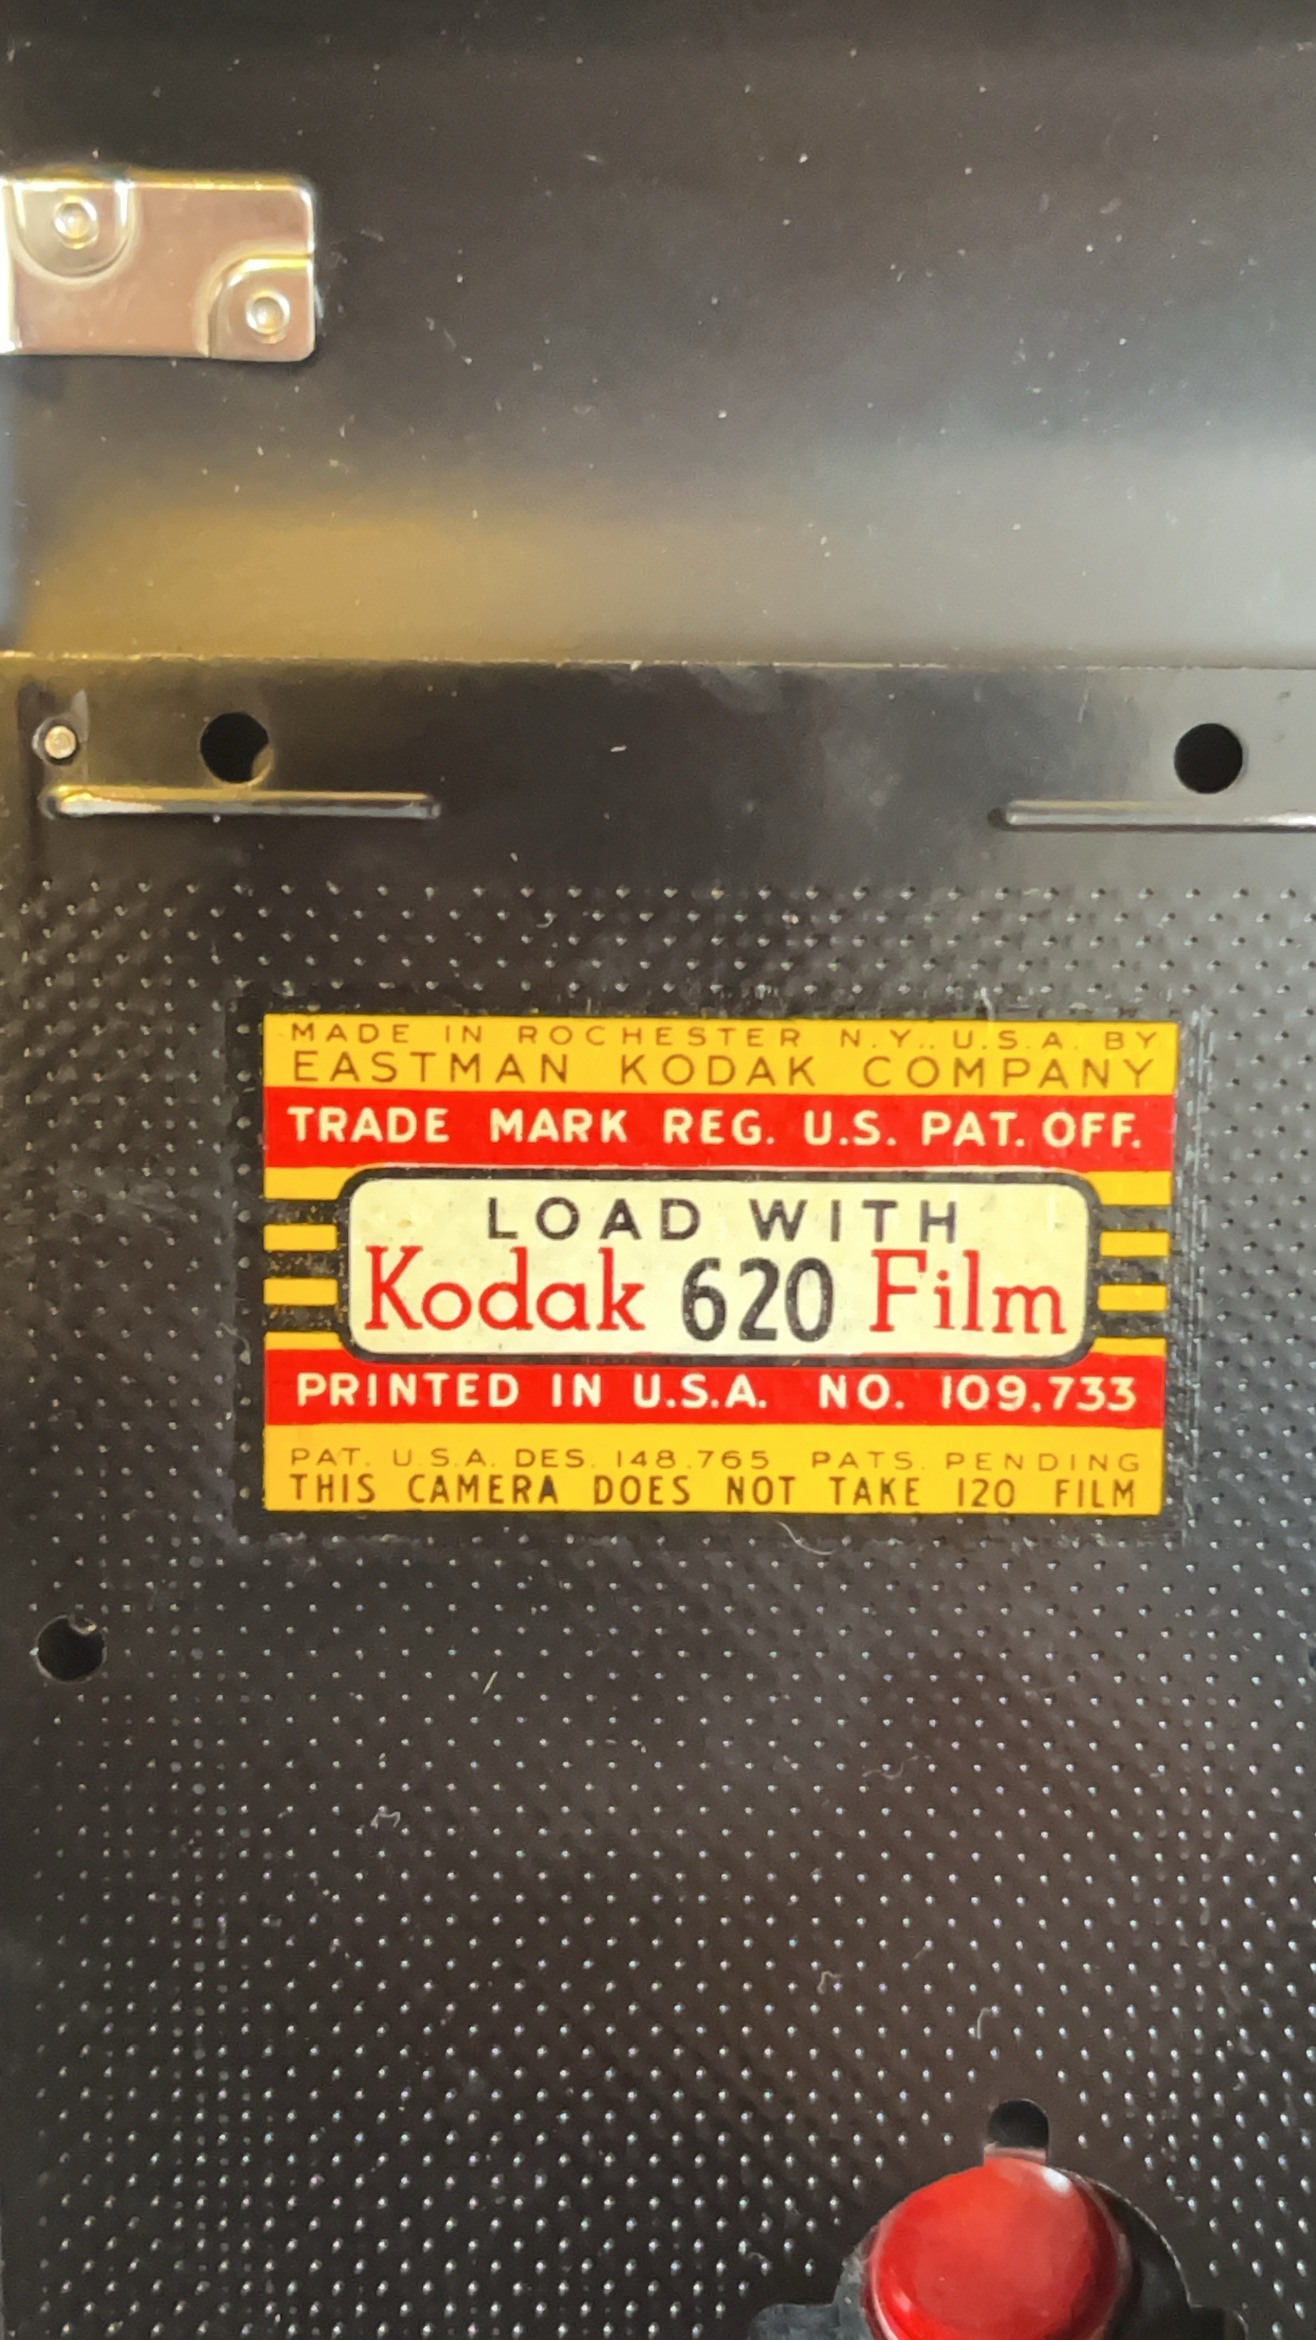 MADE IN ROCHESTER N.Y., U.S.A. BY
EASTMAN KODAK COMPANY
TRADE MARK REG. U.S. PAT. OFF.
LOAD WITH
Kodak 620 Film
PRINTED IN U.S.A. NO. 109,733
PAT. U.S.A. DES. 148,765 PATS. PENDING
THIS CAMERA DOES NOT TAKE 120 FILM